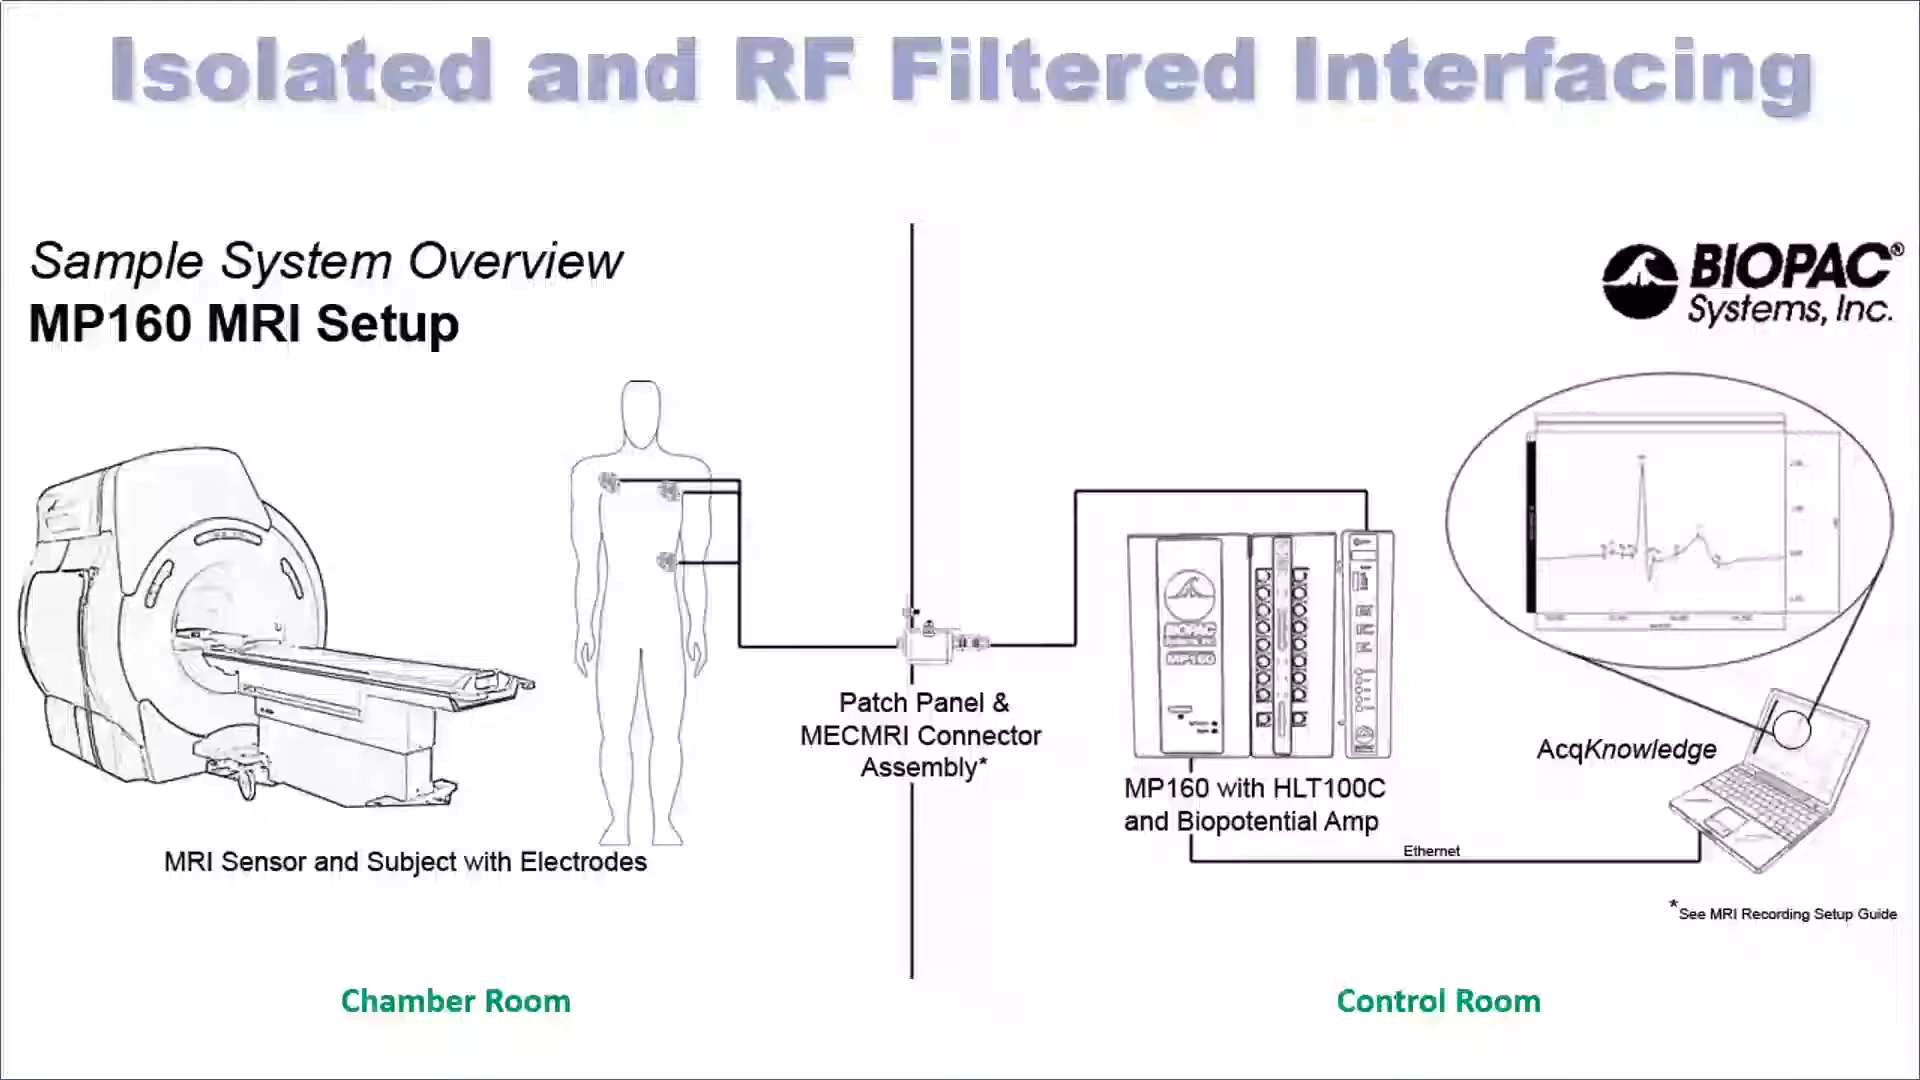 Isolated and RF Filtered Interfacing
Sample System Overview
MP160 MRI Setup
BIOPAC®
Systems, Inc.
Patch Panel &
MECMRI Connector
Assembly*
MP160
MP160 with HLT100C
and Biopotential Amp
AcqKnowledge
Ethernet
MRI Sensor and Subject with Electrodes
*See MRI Recording Setup Guide
Chamber Room
Control Room